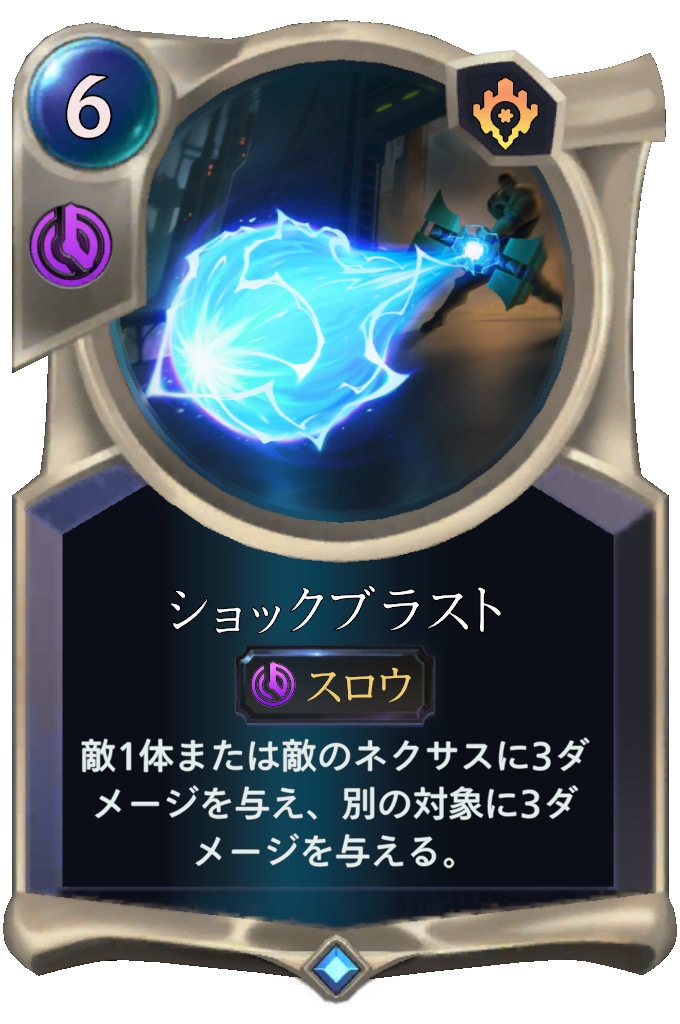 6
ショックブラスト
スロウ
敵1体または敵のネクサスに3ダ
メージを与え、別の対象に3ダ
メージを与える。